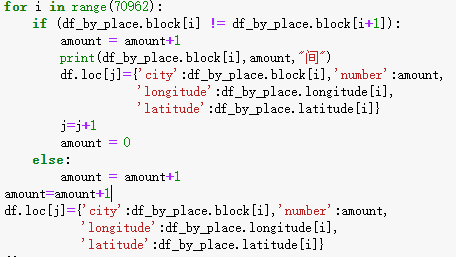 for i in range(70962):
    if (df_by_place.block[i] != df_by_place.block[i+1]):
        amount = amount+1
        print(df_by_place.block[i],amount,"间")
        df.loc[j]={'city':df_by_place.block[i],'number':amount,
                   'longitude':df_by_place.longitude[i],
                   'latitude':df_by_place.latitude[i]}
        j=j+1
        amount = 0
    else:
        amount = amount+1
amount=amount+1
df.loc[j]={'city':df_by_place.block[i],'number':amount,
           'longitude':df_by_place.longitude[i],
           'latitude':df_by_place.latitude[i]}